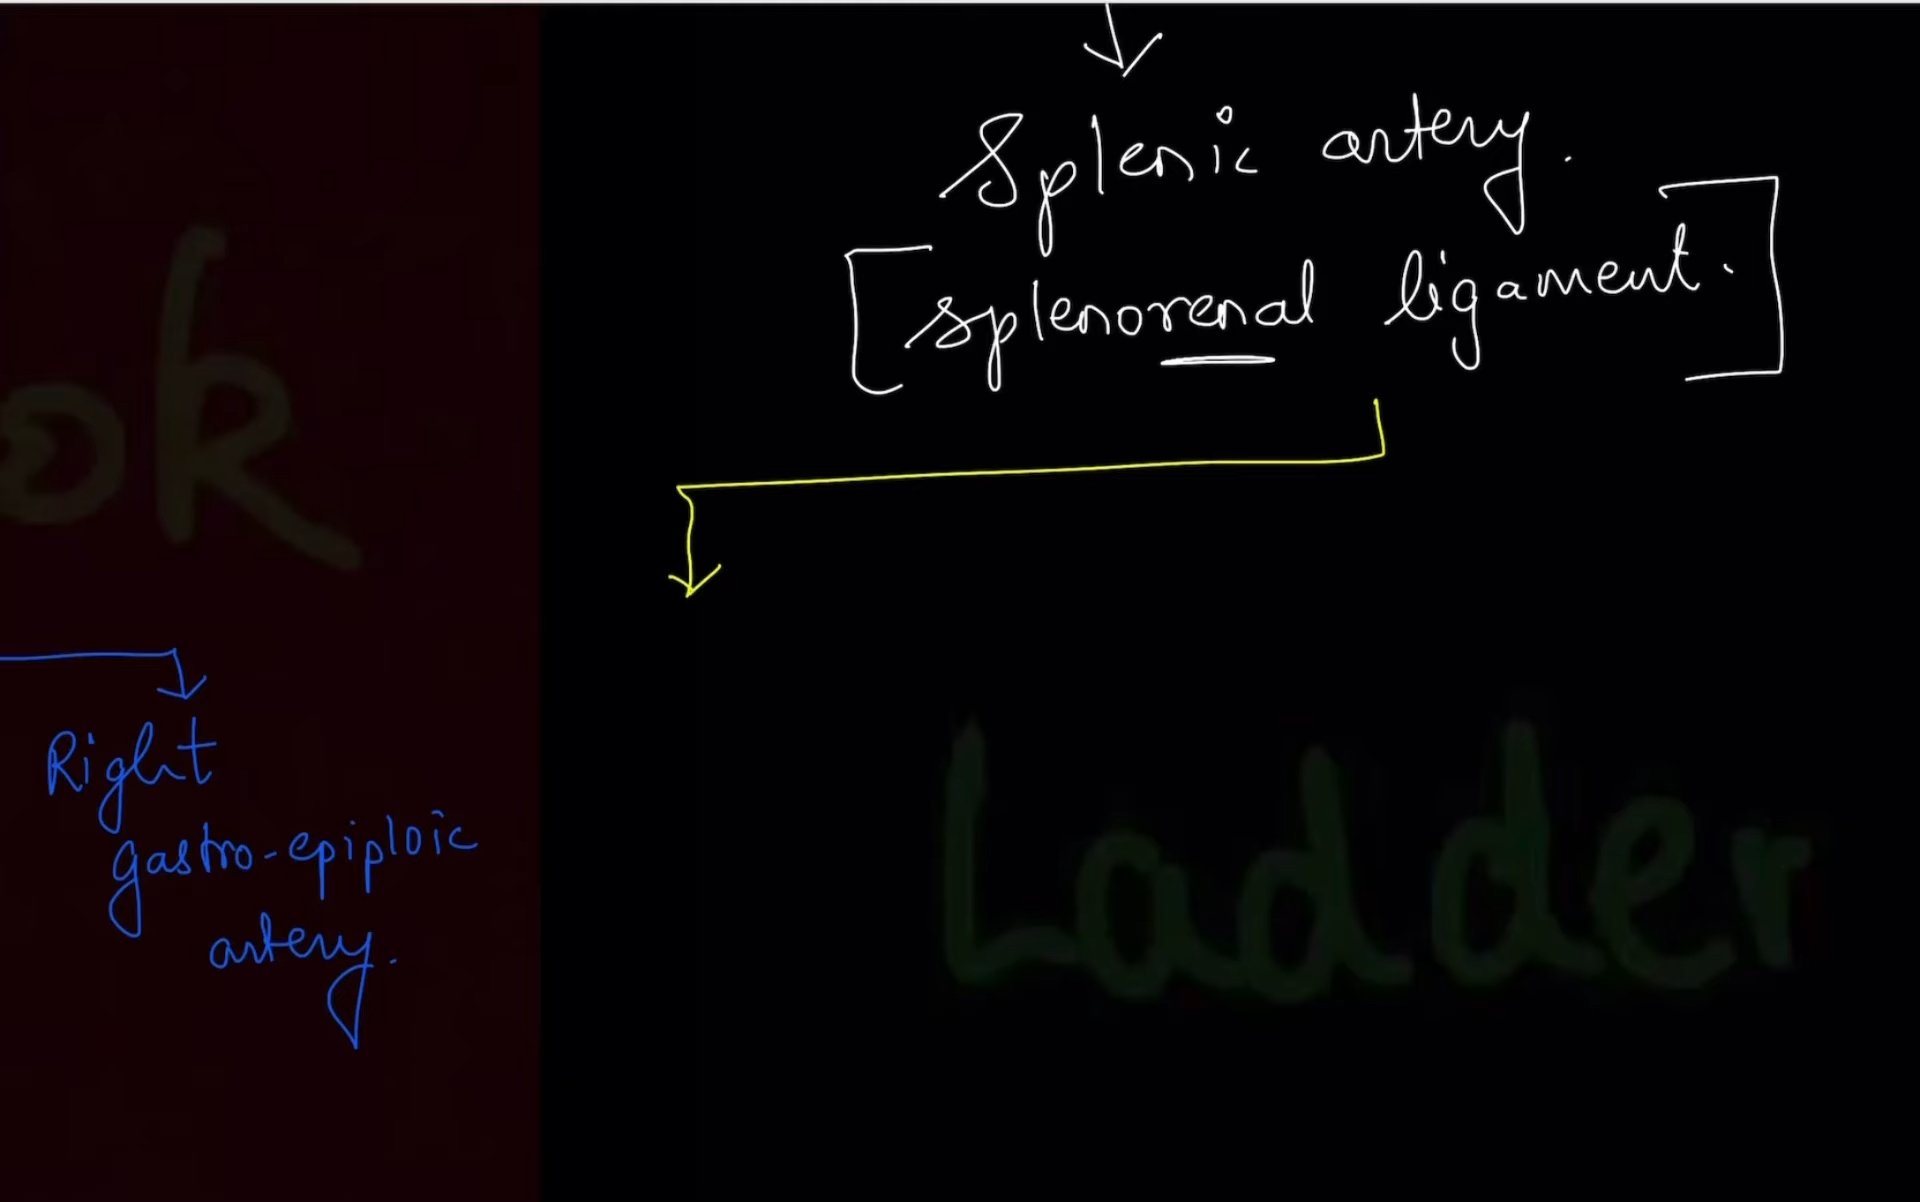 Splenic artery.
[splenorenal ligament.]
ok
Right
gastro-epiploic
artery.
Ladder